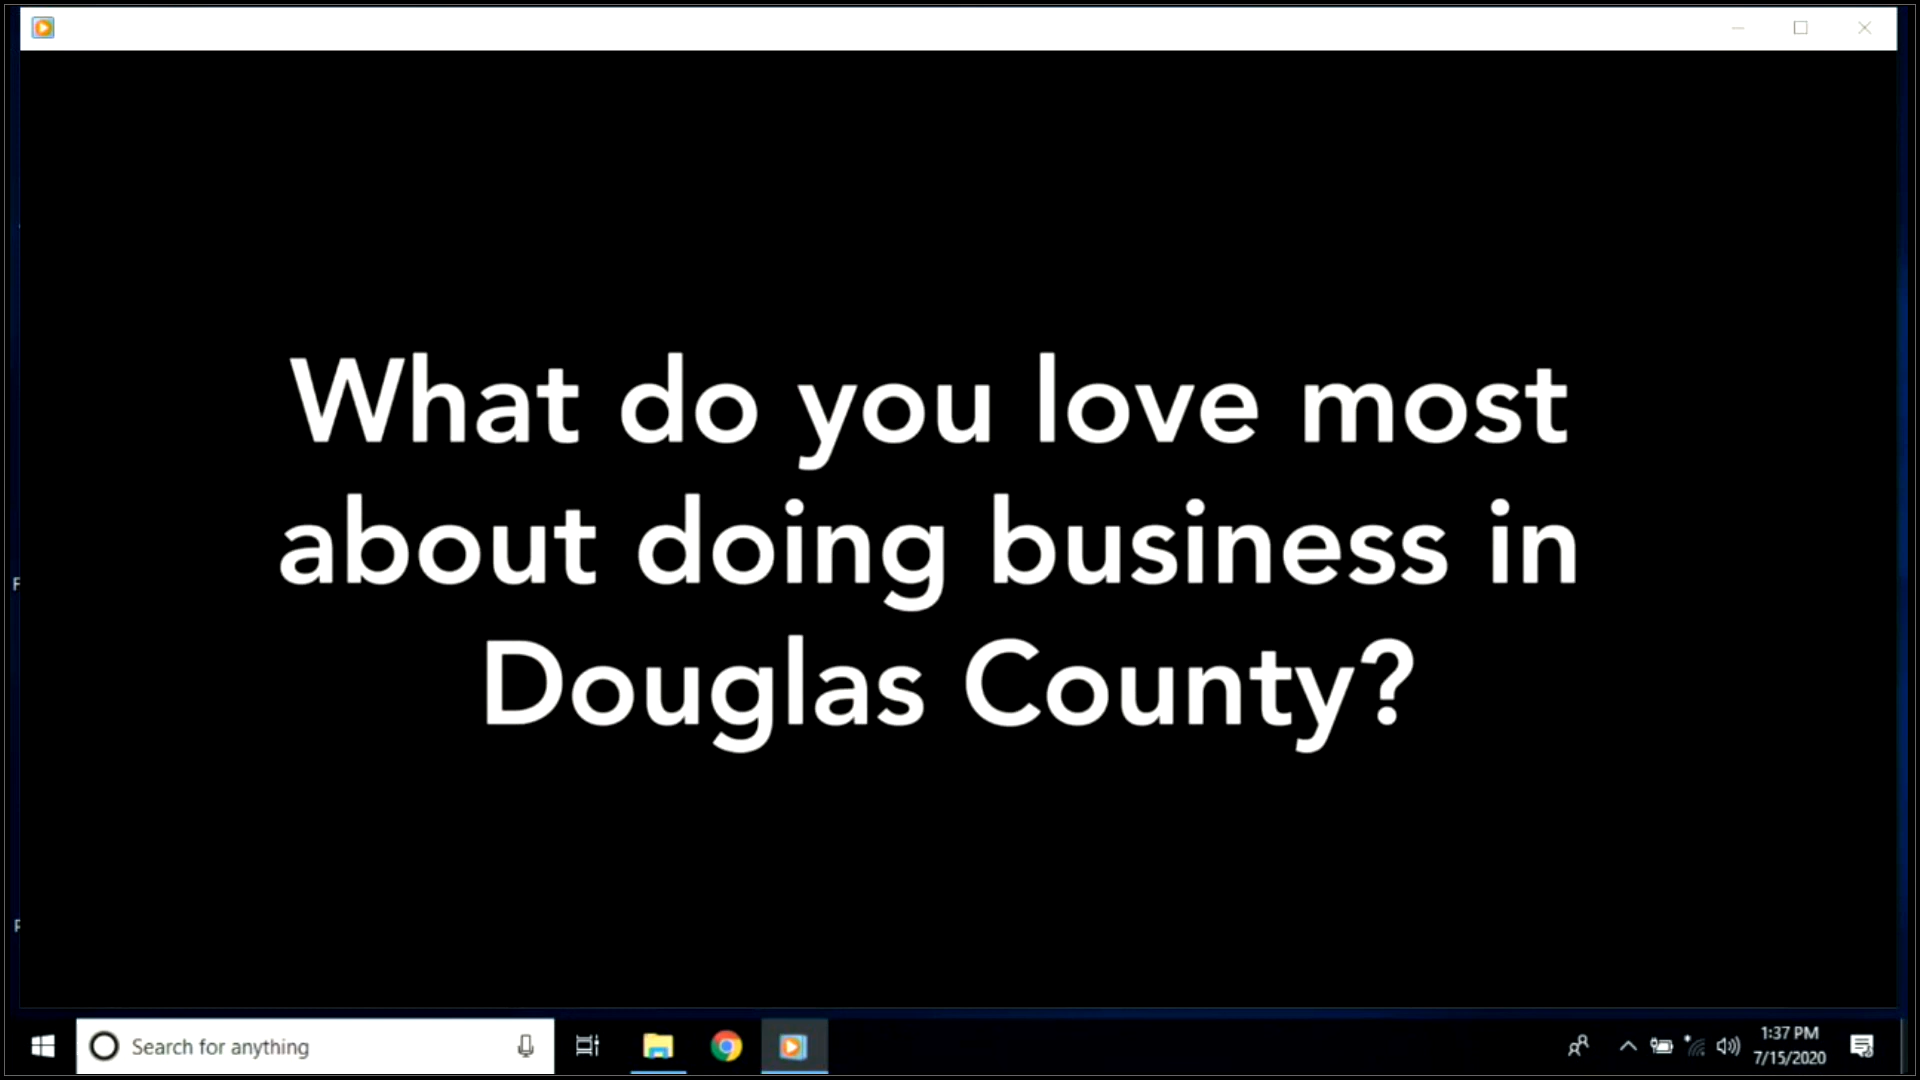 What do you love most
about doing business in
Douglas County?
F
Search for anything
1:37 PM
7/15/2020